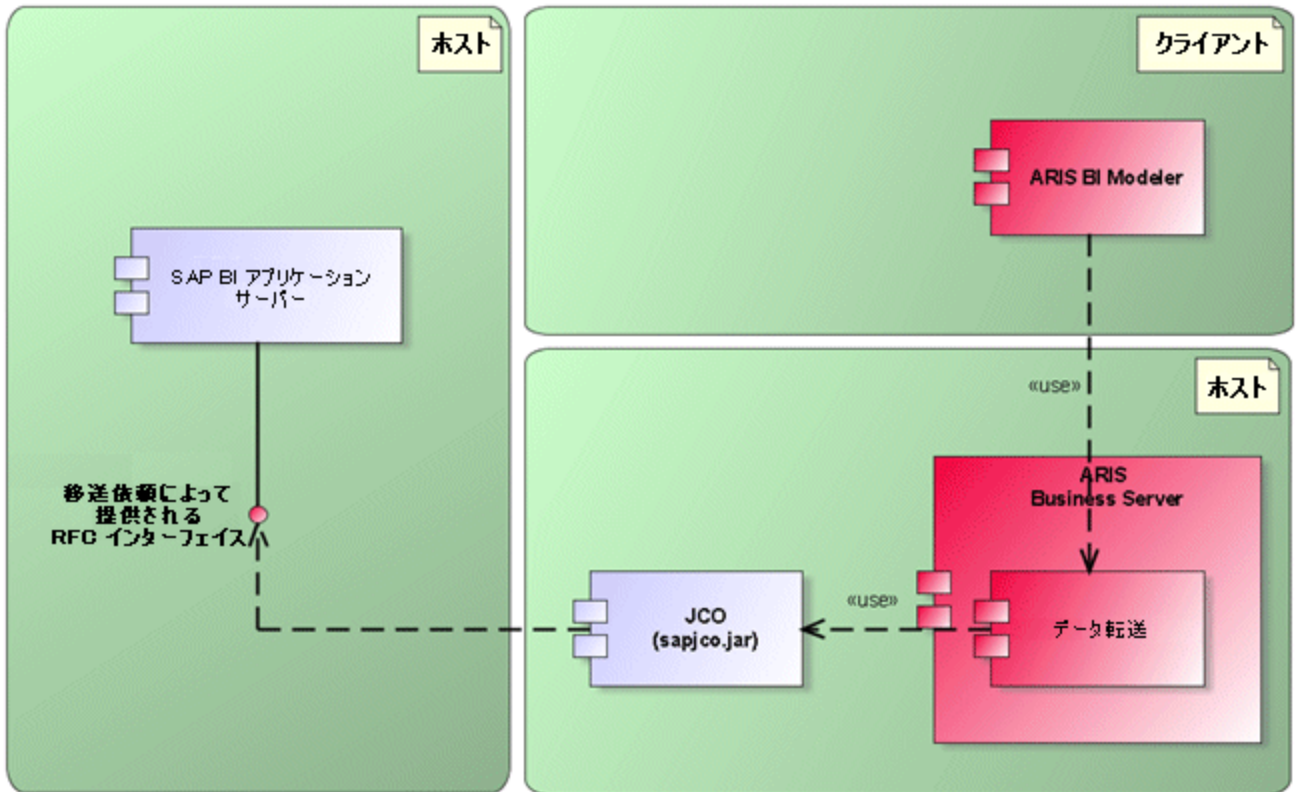 ホスト
SAP BI アプリケーション
サーバー
移送依頼によって
提供される
RFC インターフェイス
クライアント
ARIS BI Modeler
«use»
ホスト
ARIS
Business Server
データ転送
«use»
JCO
(sapjco.jar)